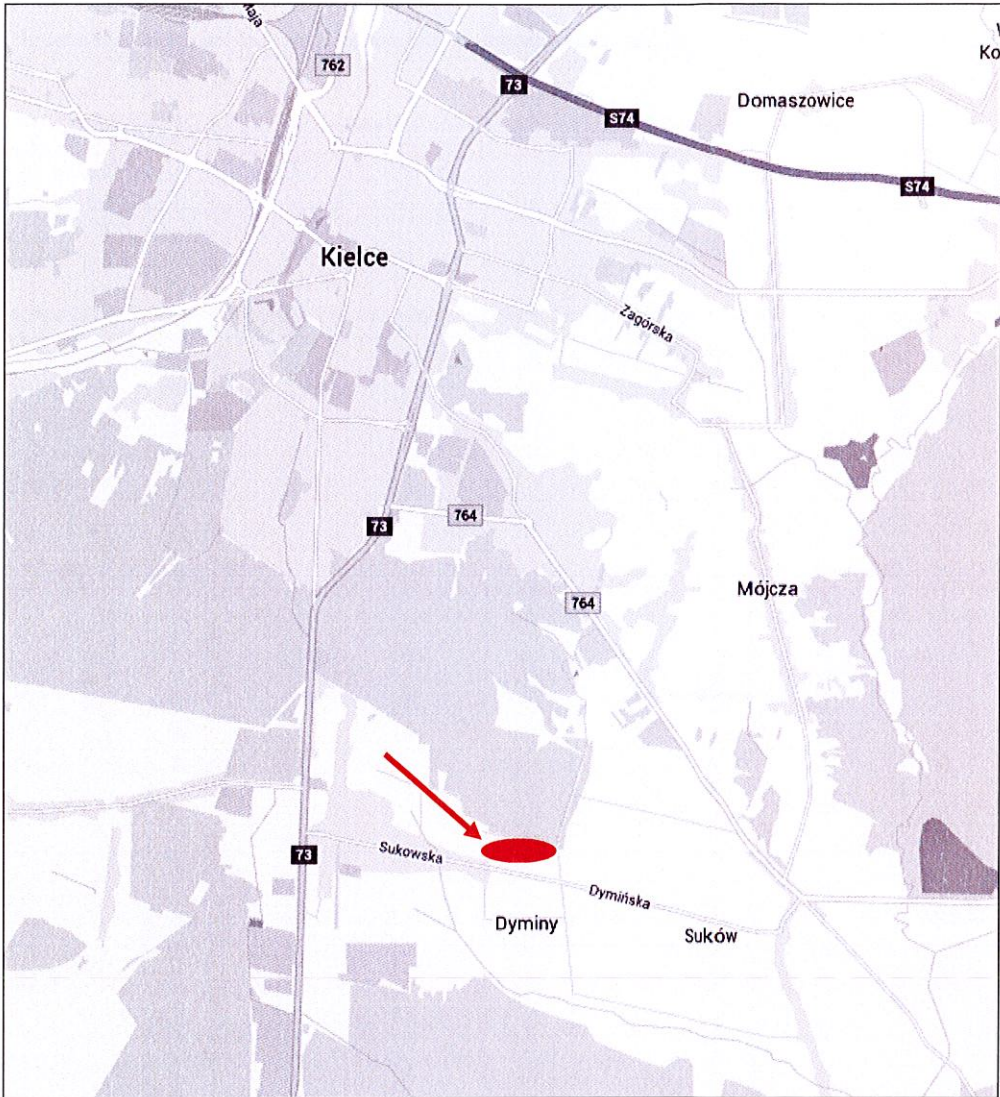 762
73
S74
Domaszowice
S74
Kielce
Zagórska
73
764
764
Mójcza
73
Sukowska
Dymińska
Dyminy
Suków